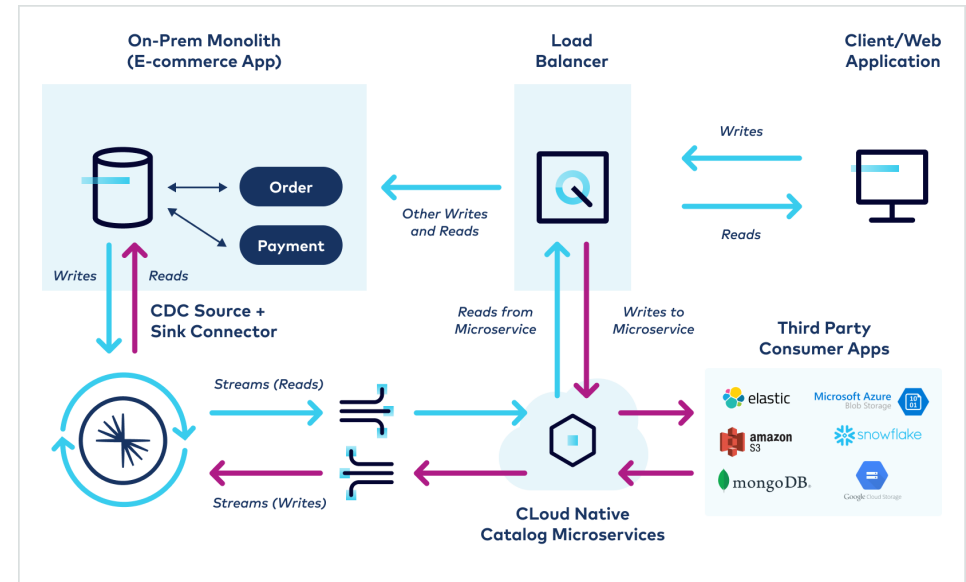 On-Prem Monolith
(E-commerce App)
Load
Balancer
Client/Web
Application
Order
Payment
Other Writes
and Reads
Writes
Reads
Writes
Reads
CDC Source +
Sink Connector
Reads from
Microservice
Writes to
Microservice
Third Party
Consumer Apps
Streams (Reads)
Streams (Writes)
CLoud Native
Catalog Microservices
elastic
Microsoft Azure
Blob Storage
10
01
amazon
S3
snowflake
mongoDB.
Google Cloud Storage